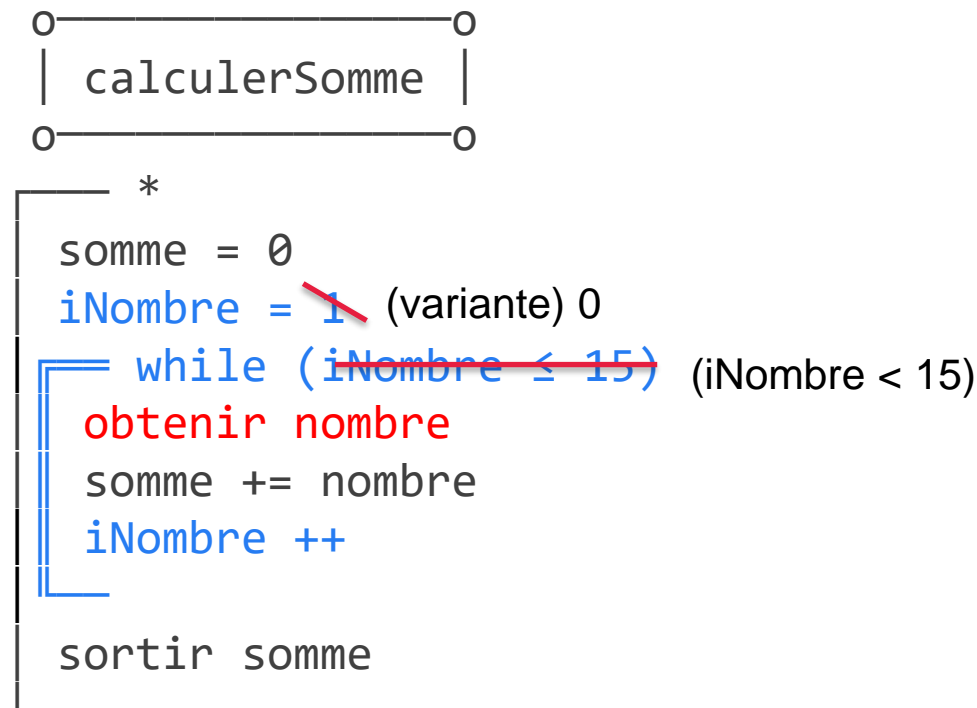 calculerSomme
*
somme = 0
iNombre = 1 (variante) 0
while (iNombre ≤ 15) (iNombre < 15)
obtenir nombre
somme += nombre
iNombre ++
sortir somme